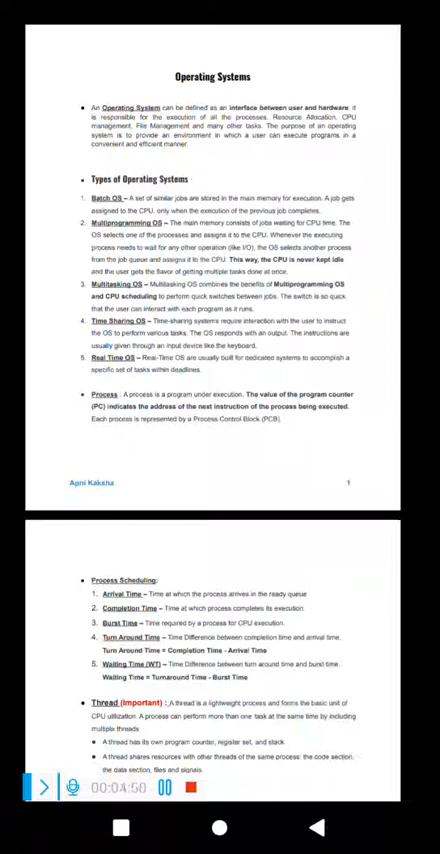 Operating Systems
• An Operating System can be defined as an interface between user and hardware. It
is responsible for the execution of all the processes, Resource Allocation, CPU
management, File Management and many other tasks. The purpose of an operating
system is to provide an environment in which a user can execute programs in a
convenient and efficient manner.
• Types of Operating Systems :
1. Batch OS – A set of similar jobs are stored in the main memory for execution. A job gets
assigned to the CPU, only when the execution of the previous job completes.
2. Multiprogramming OS – The main memory consists of jobs waiting for CPU time. The
OS selects one of the processes and assigns it to the CPU. Whenever the executing
process needs to wait for any other operation (like I/O), the OS selects another process
from the job queue and assigns it to the CPU. This way, the CPU is never kept idle
and the user gets the flavor of getting multiple tasks done at once.
3. Multitasking OS – Multitasking OS combines the benefits of Multiprogramming OS
and CPU scheduling to perform quick switches between jobs. The switch is so quick
that the user can interact with each program as it runs.
4. Time Sharing OS – Time-sharing systems require interaction with the user to instruct
the OS to perform various tasks. The OS responds with an output. The instructions are
usually given through an input device like the keyboard.
5. Real Time OS – Real-Time OS are usually built for dedicated systems to accomplish a
specific set of tasks within deadlines.
• Process : A process is a program under execution. The value of the program counter
(PC) indicates the address of the next instruction of the process being executed.
Each process is represented by a Process Control Block (PCB).
Apni Kaksha 1
• Process Scheduling:
1. Arrival Time – Time at which the process arrives in the ready queue
2. Completion Time – Time at which process completes its execution.
3. Burst Time – Time required by a process for CPU execution.
4. Turn Around Time – Time Difference between completion time and arrival time.
Turn Around Time = Completion Time - Arrival Time
5. Waiting Time (WT) – Time Difference between turn around time and burst time.
Waiting Time = Turnaround Time - Burst Time
• Thread (Important) : A thread is a lightweight process and forms the basic unit of
CPU utilization. A process can perform more than one task at the same time by including
multiple threads.
• A thread has its own program counter, register set, and stack
• A thread shares resources with other threads of the same process: the code section,
the data section, files and signals.
00:04:58